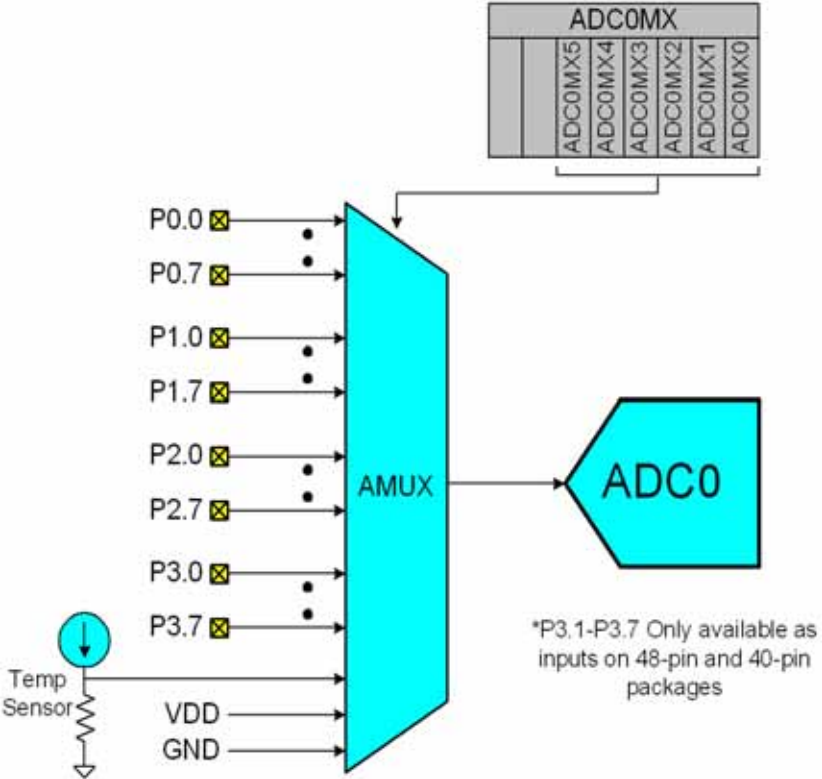 ADC0MX
ADC0MX5
ADC0MX4
ADC0MX3
ADC0MX2
ADC0MX1
ADC0MX0
P0.0
P0.7
P1.0
P1.7
P2.0
P2.7
P3.0
P3.7
AMUX
ADC0
*P3.1-P3.7 Only available as
inputs on 48-pin and 40-pin
packages
Temp
Sensor
VDD
GND